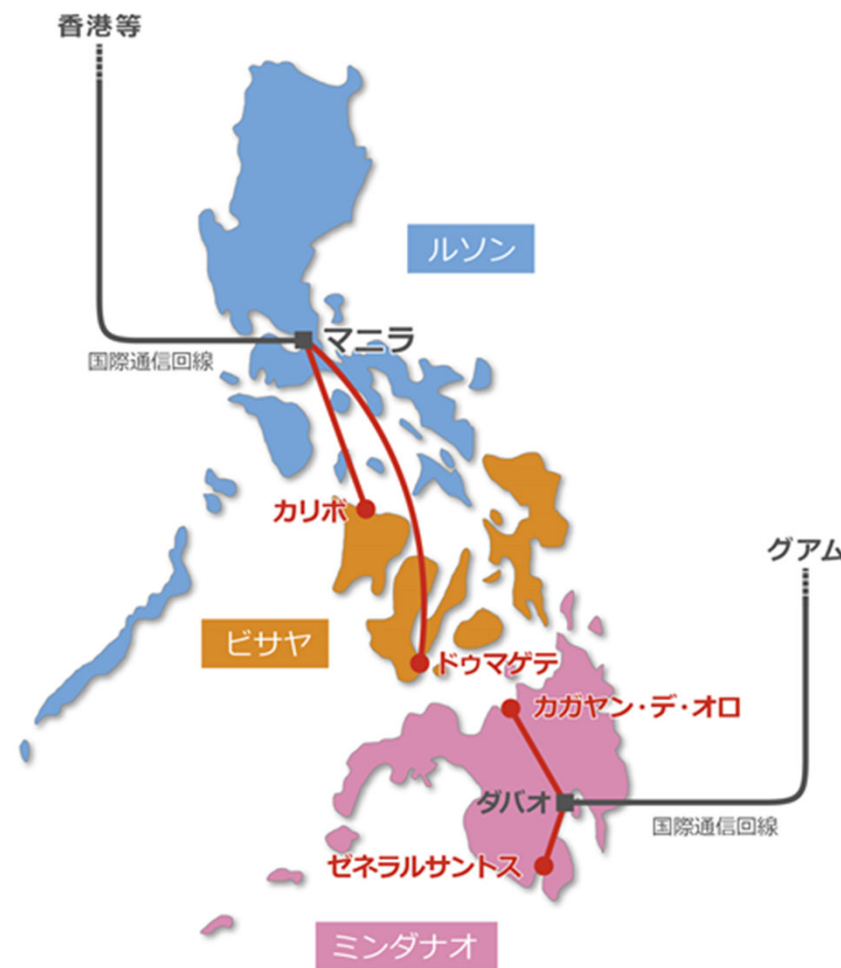 香港等
ルソン
マニラ
国際通信回線
カリボ
グアム
ビサヤ
ドゥマゲテ
カガヤン・デ・オロ
ダバオ
国際通信回線
ゼネラルサントス
ミンダナオ